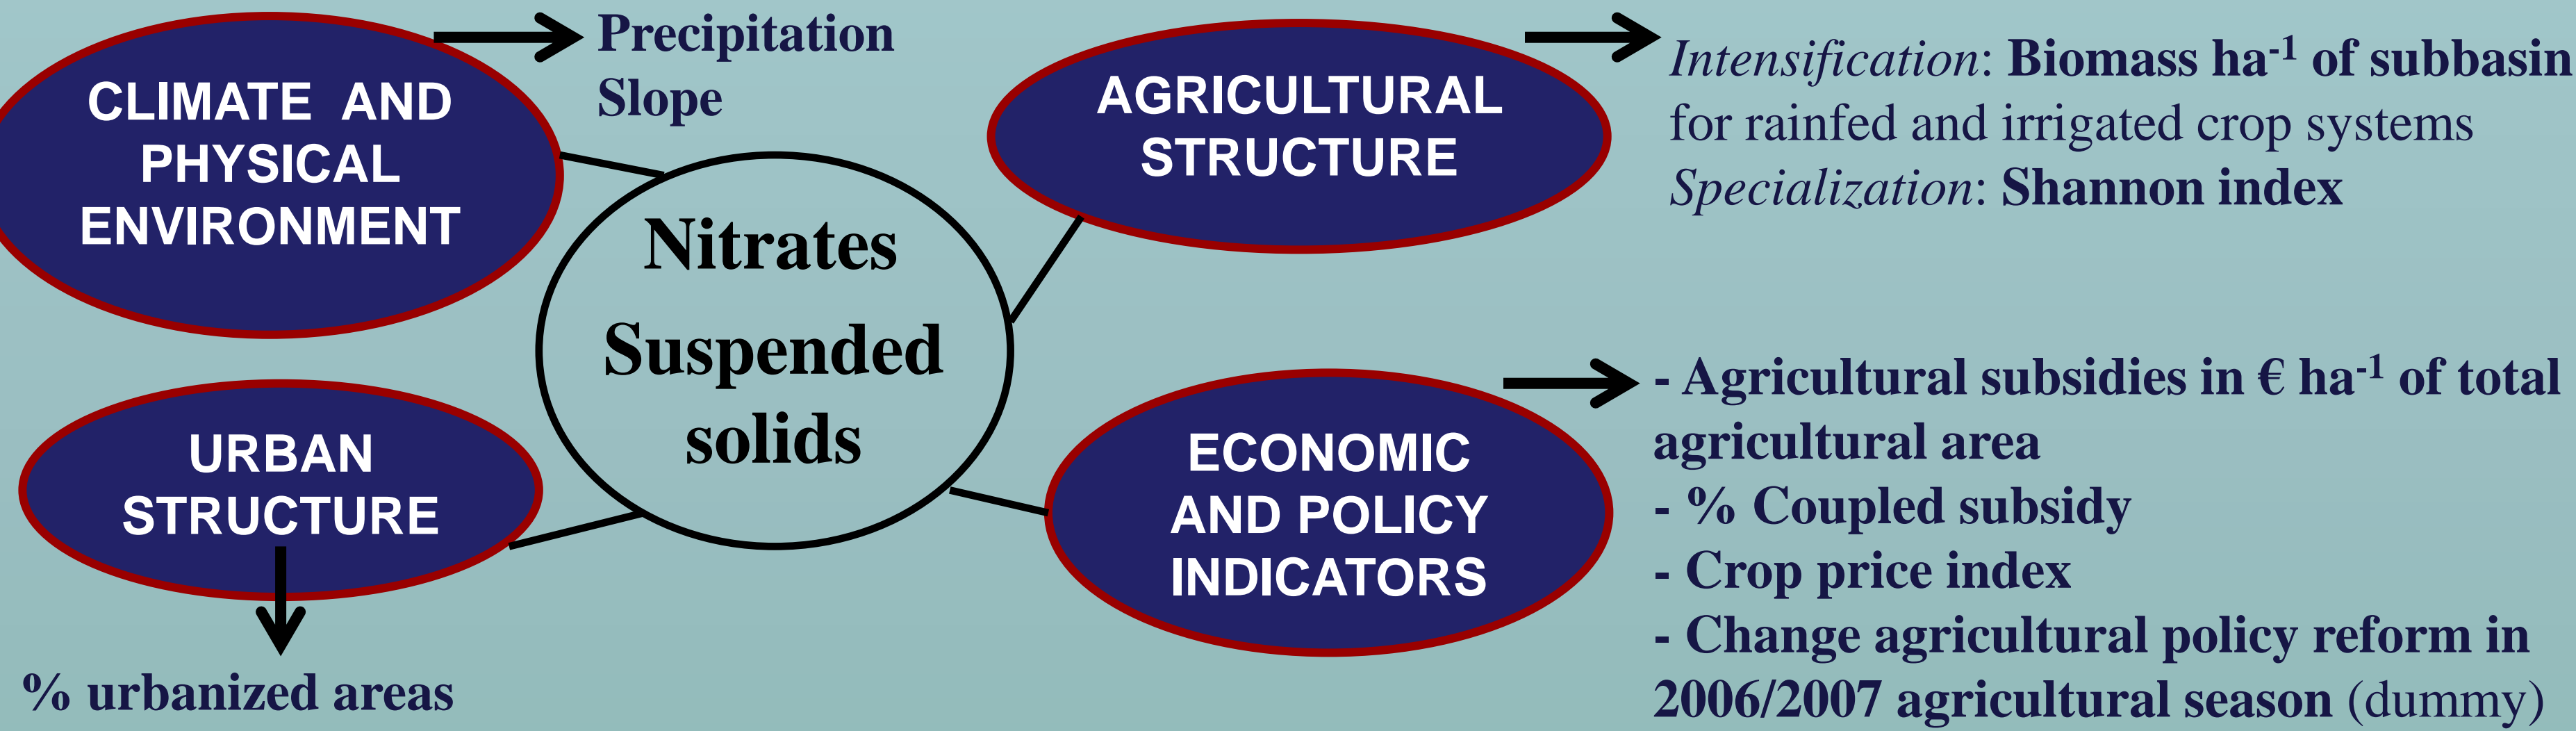 CLIMATE AND
PHYSICAL
ENVIRONMENT
Precipitation
Slope
AGRICULTURAL
STRUCTURE
Intensification: Biomass ha⁻¹ of subbasin
for rainfed and irrigated crop systems
Specialization: Shannon index
Nitrates
Suspended
solids
URBAN
STRUCTURE
% urbanized areas
ECONOMIC
AND POLICY
INDICATORS
- Agricultural subsidies in € ha⁻¹ of total
agricultural area
- % Coupled subsidy
- Crop price index
- Change agricultural policy reform in
2006/2007 agricultural season (dummy)